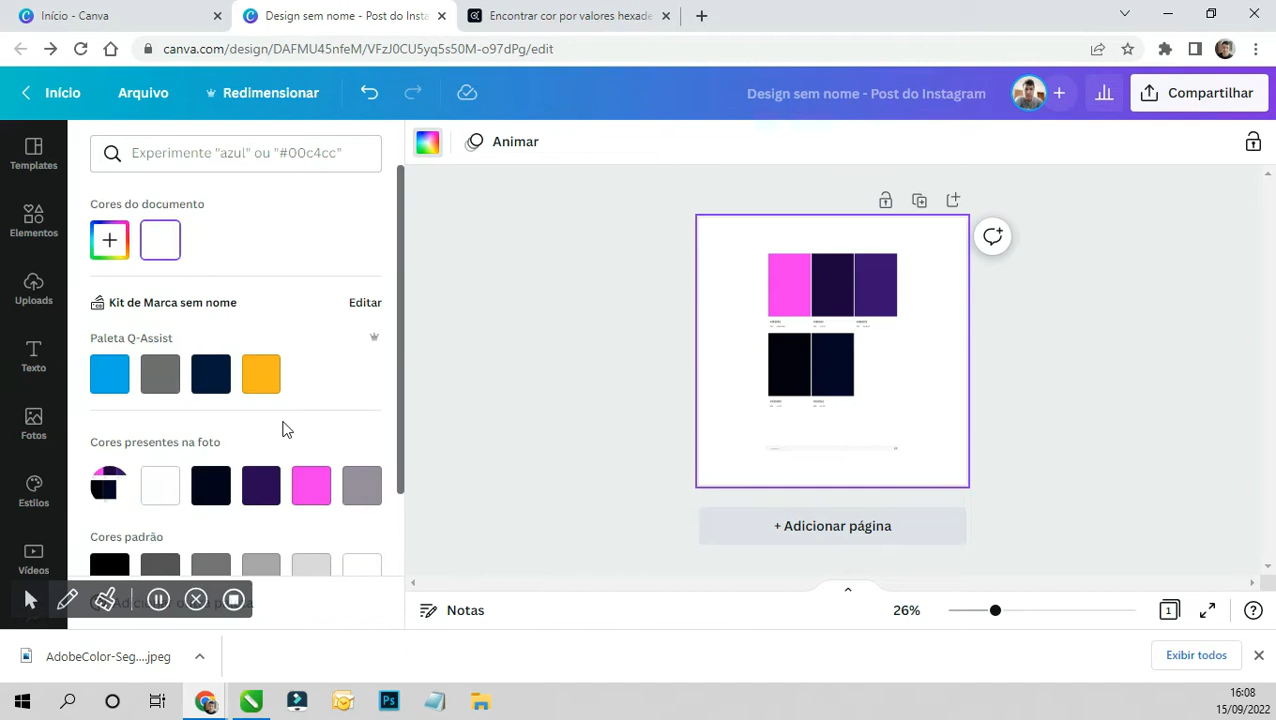 Início - Canva
Design sem nome - Post do Insta
Encontrar cor por valores hexade
canva.com/design/DAFMU45nfeM/VFzJ0CU5yq5s50M-o97dPg/edit
Início
Arquivo
Redimensionar
Design sem nome - Post do Instagram
Compartilhar
Templates
Elementos
Uploads
Texto
Fotos
Estilos
Vídeos
Experimente "azul" ou "#00c4cc"
Cores do documento
Kit de Marca sem nome
Editar
Paleta Q-Assist
Cores presentes na foto
Cores padrão
Animar
+ Adicionar página
Notas
26%
1
AdobeColor-Seg....jpeg
Exibir todos
Ps
16:08
15/09/2022